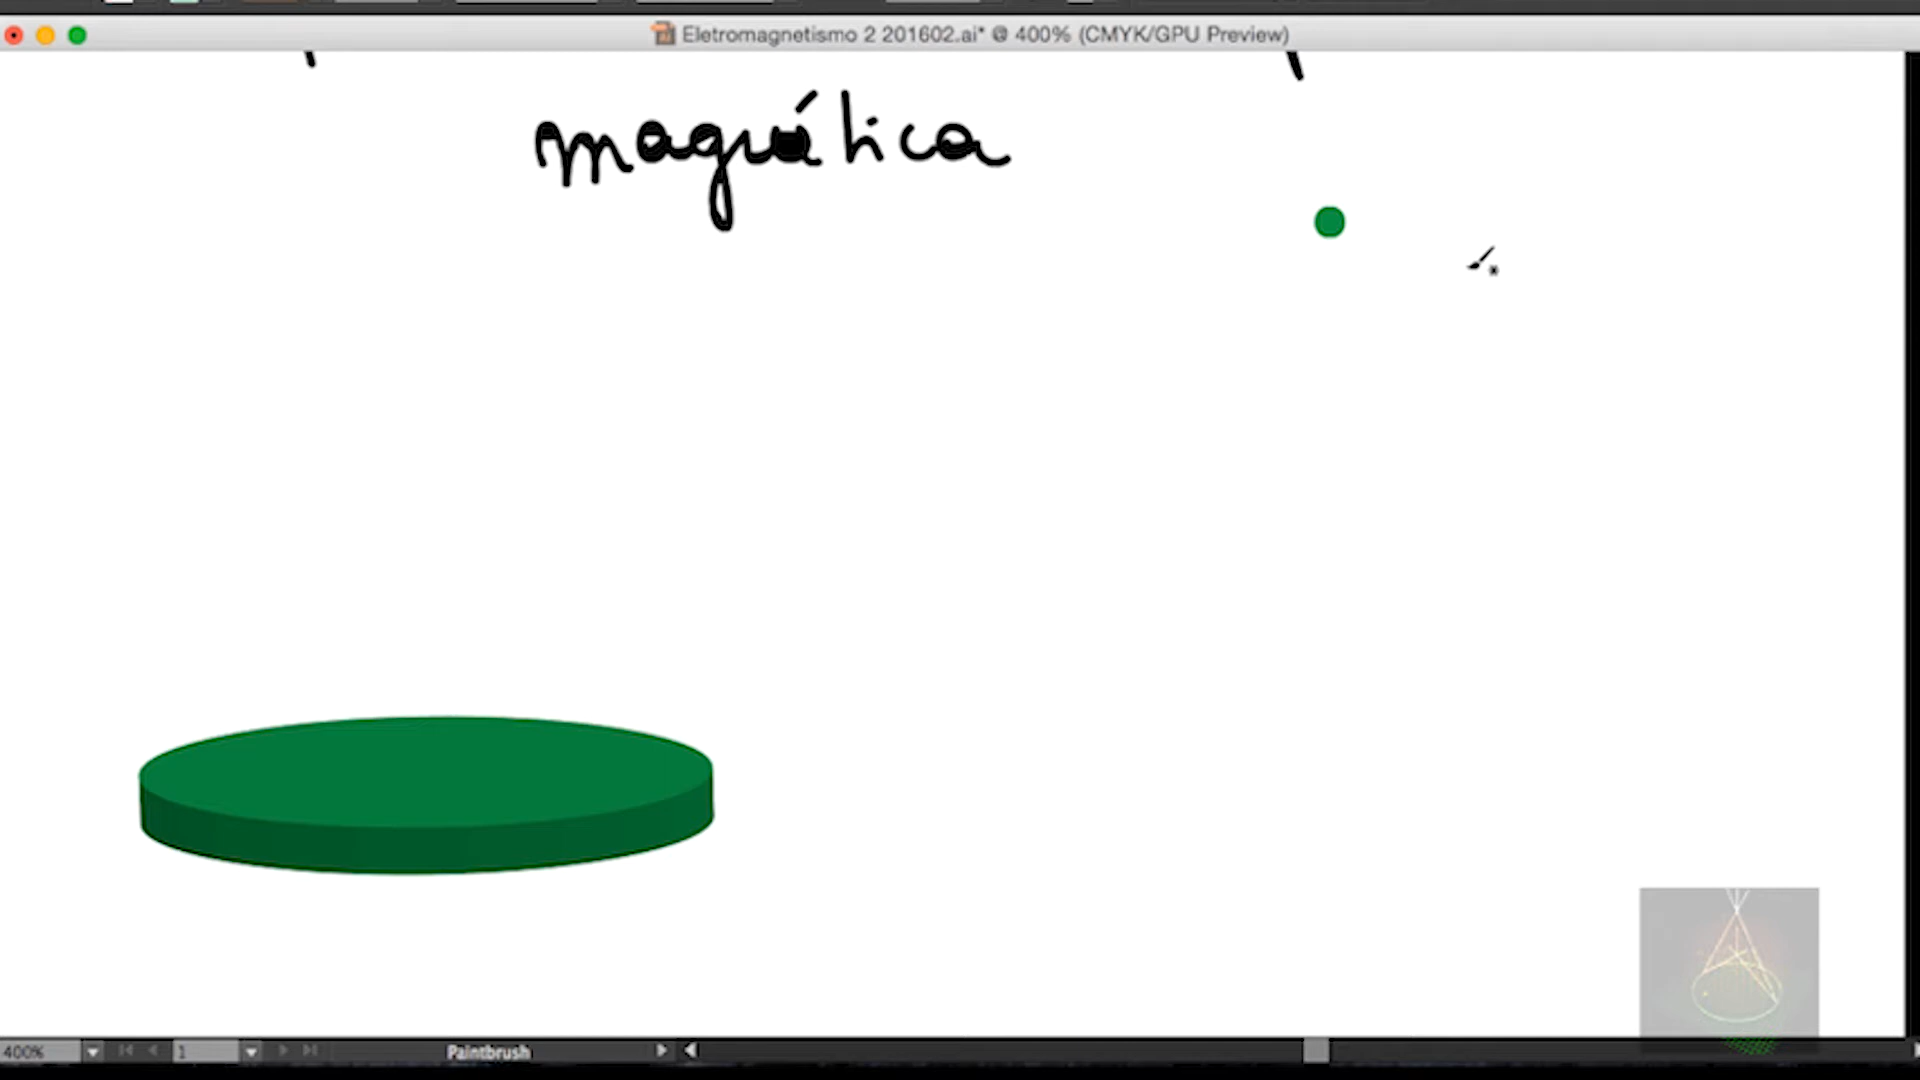 Eletromagnetismo 2 201602.ai* @ 400% (CMYK/GPU Preview)
magnética
400%
1
Paintbrush